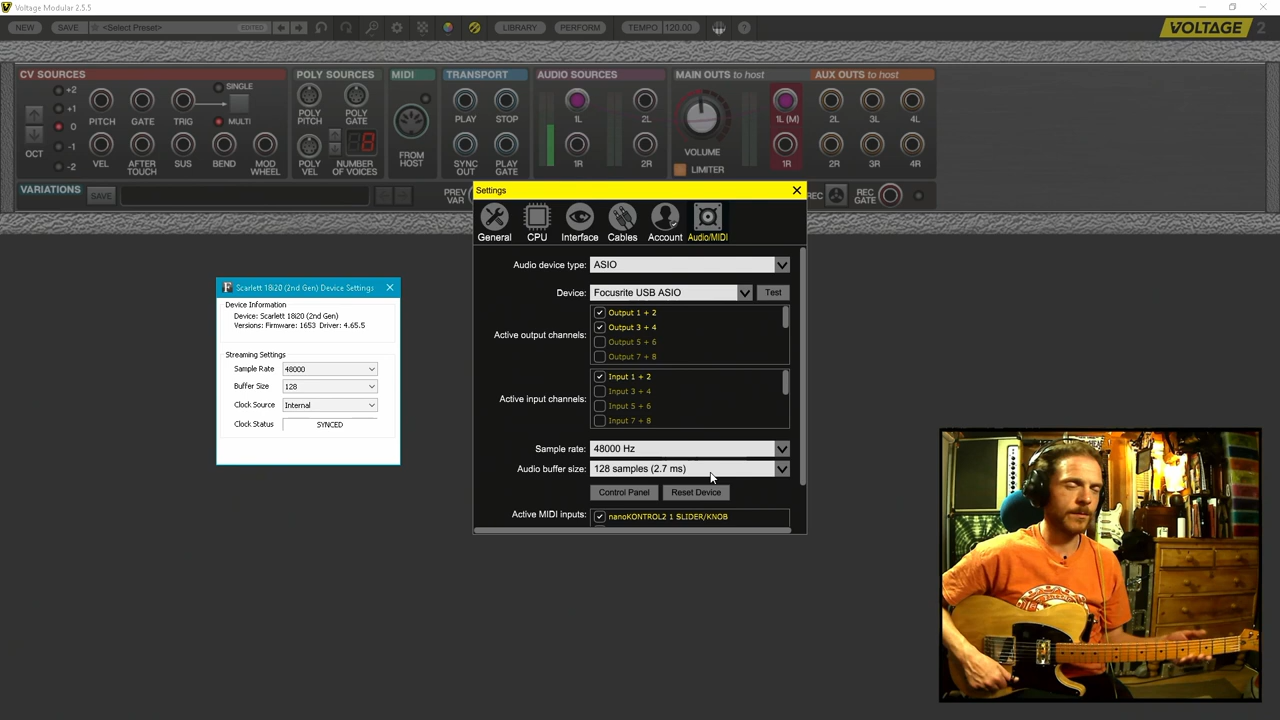 Voltage Modular 2.5.5
NEW SAVE <Select Preset> EDITED LIBRARY PERFORM TEMPO 120.00 ? VOLTAGE 2
CV SOURCES POLY SOURCES MIDI TRANSPORT AUDIO SOURCES MAIN OUTS to host AUX OUTS to host
+2 +1 0 -1 -2 OCT
PITCH GATE TRIG SINGLE MULTI
VEL AFTER TOUCH SUS BEND MOD WHEEL
POLY PITCH POLY GATE
POLY VEL NUMBER OF VOICES 8
FROM HOST
PLAY STOP
SYNC OUT PLAY GATE
1L 2L
1R 2R
VOLUME
LIMITER
1L (M)
1R
2L 3L 4L
2R 3R 4R
VARIATIONS SAVE PREV VAR REC REC GATE
Settings
General CPU Interface Cables Account Audio/MIDI
Audio device type: ASIO
Device: Focusrite USB ASIO Test
Active output channels:
Output 1 + 2
Output 3 + 4
Output 5 + 6
Output 7 + 8
Active input channels:
Input 1 + 2
Input 3 + 4
Input 5 + 6
Input 7 + 8
Sample rate: 48000 Hz
Audio buffer size: 128 samples (2.7 ms)
Control Panel Reset Device
Active MIDI inputs: nanoKONTROL2 1 SLIDER/KNOB
Scarlett 18i20 (2nd Gen) Device Settings
Device Information
Device: Scarlett 18i20 (2nd Gen)
Versions: Firmware: 1653 Driver: 4.65.5
Streaming Settings
Sample Rate 48000
Buffer Size 128
Clock Source Internal
Clock Status SYNCED